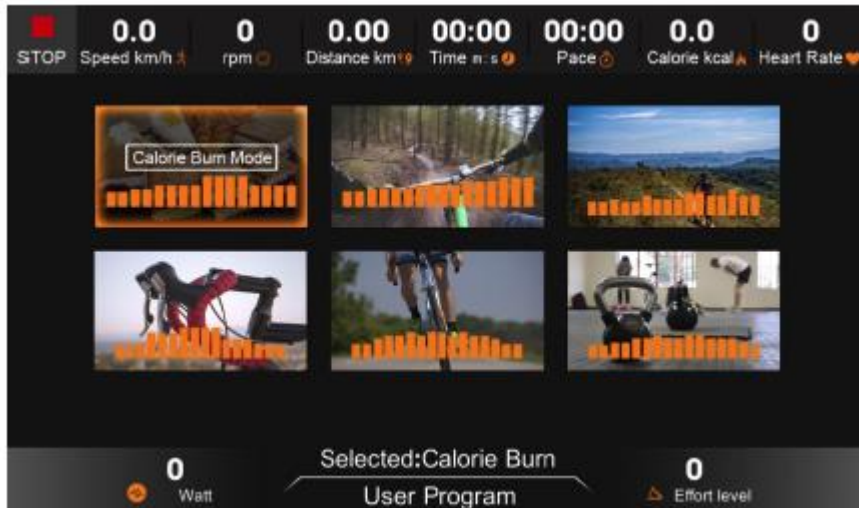 0.0 0 0.00 00:00 00:00 0.0 0
STOP Speed km/h rpm Distance km Time m:s Pace Calorie kcal Heart Rate
Calorie Burn Mode
Selected:Calorie Burn
0 0
Watt User Program Effort level